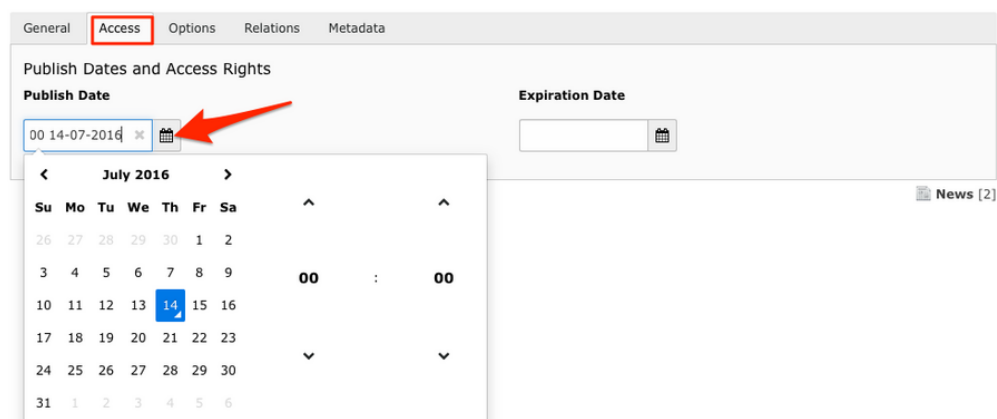 General Access Options Relations Metadata
Publish Dates and Access Rights
Publish Date Expiration Date
00 14-07-2016
July 2016
Su Mo Tu We Th Fr Sa
26 27 28 29 30 1 2
3 4 5 6 7 8 9
10 11 12 13 14 15 16
17 18 19 20 21 22 23
24 25 26 27 28 29 30
31 1 2 3 4 5 6
00 : 00
News [2]